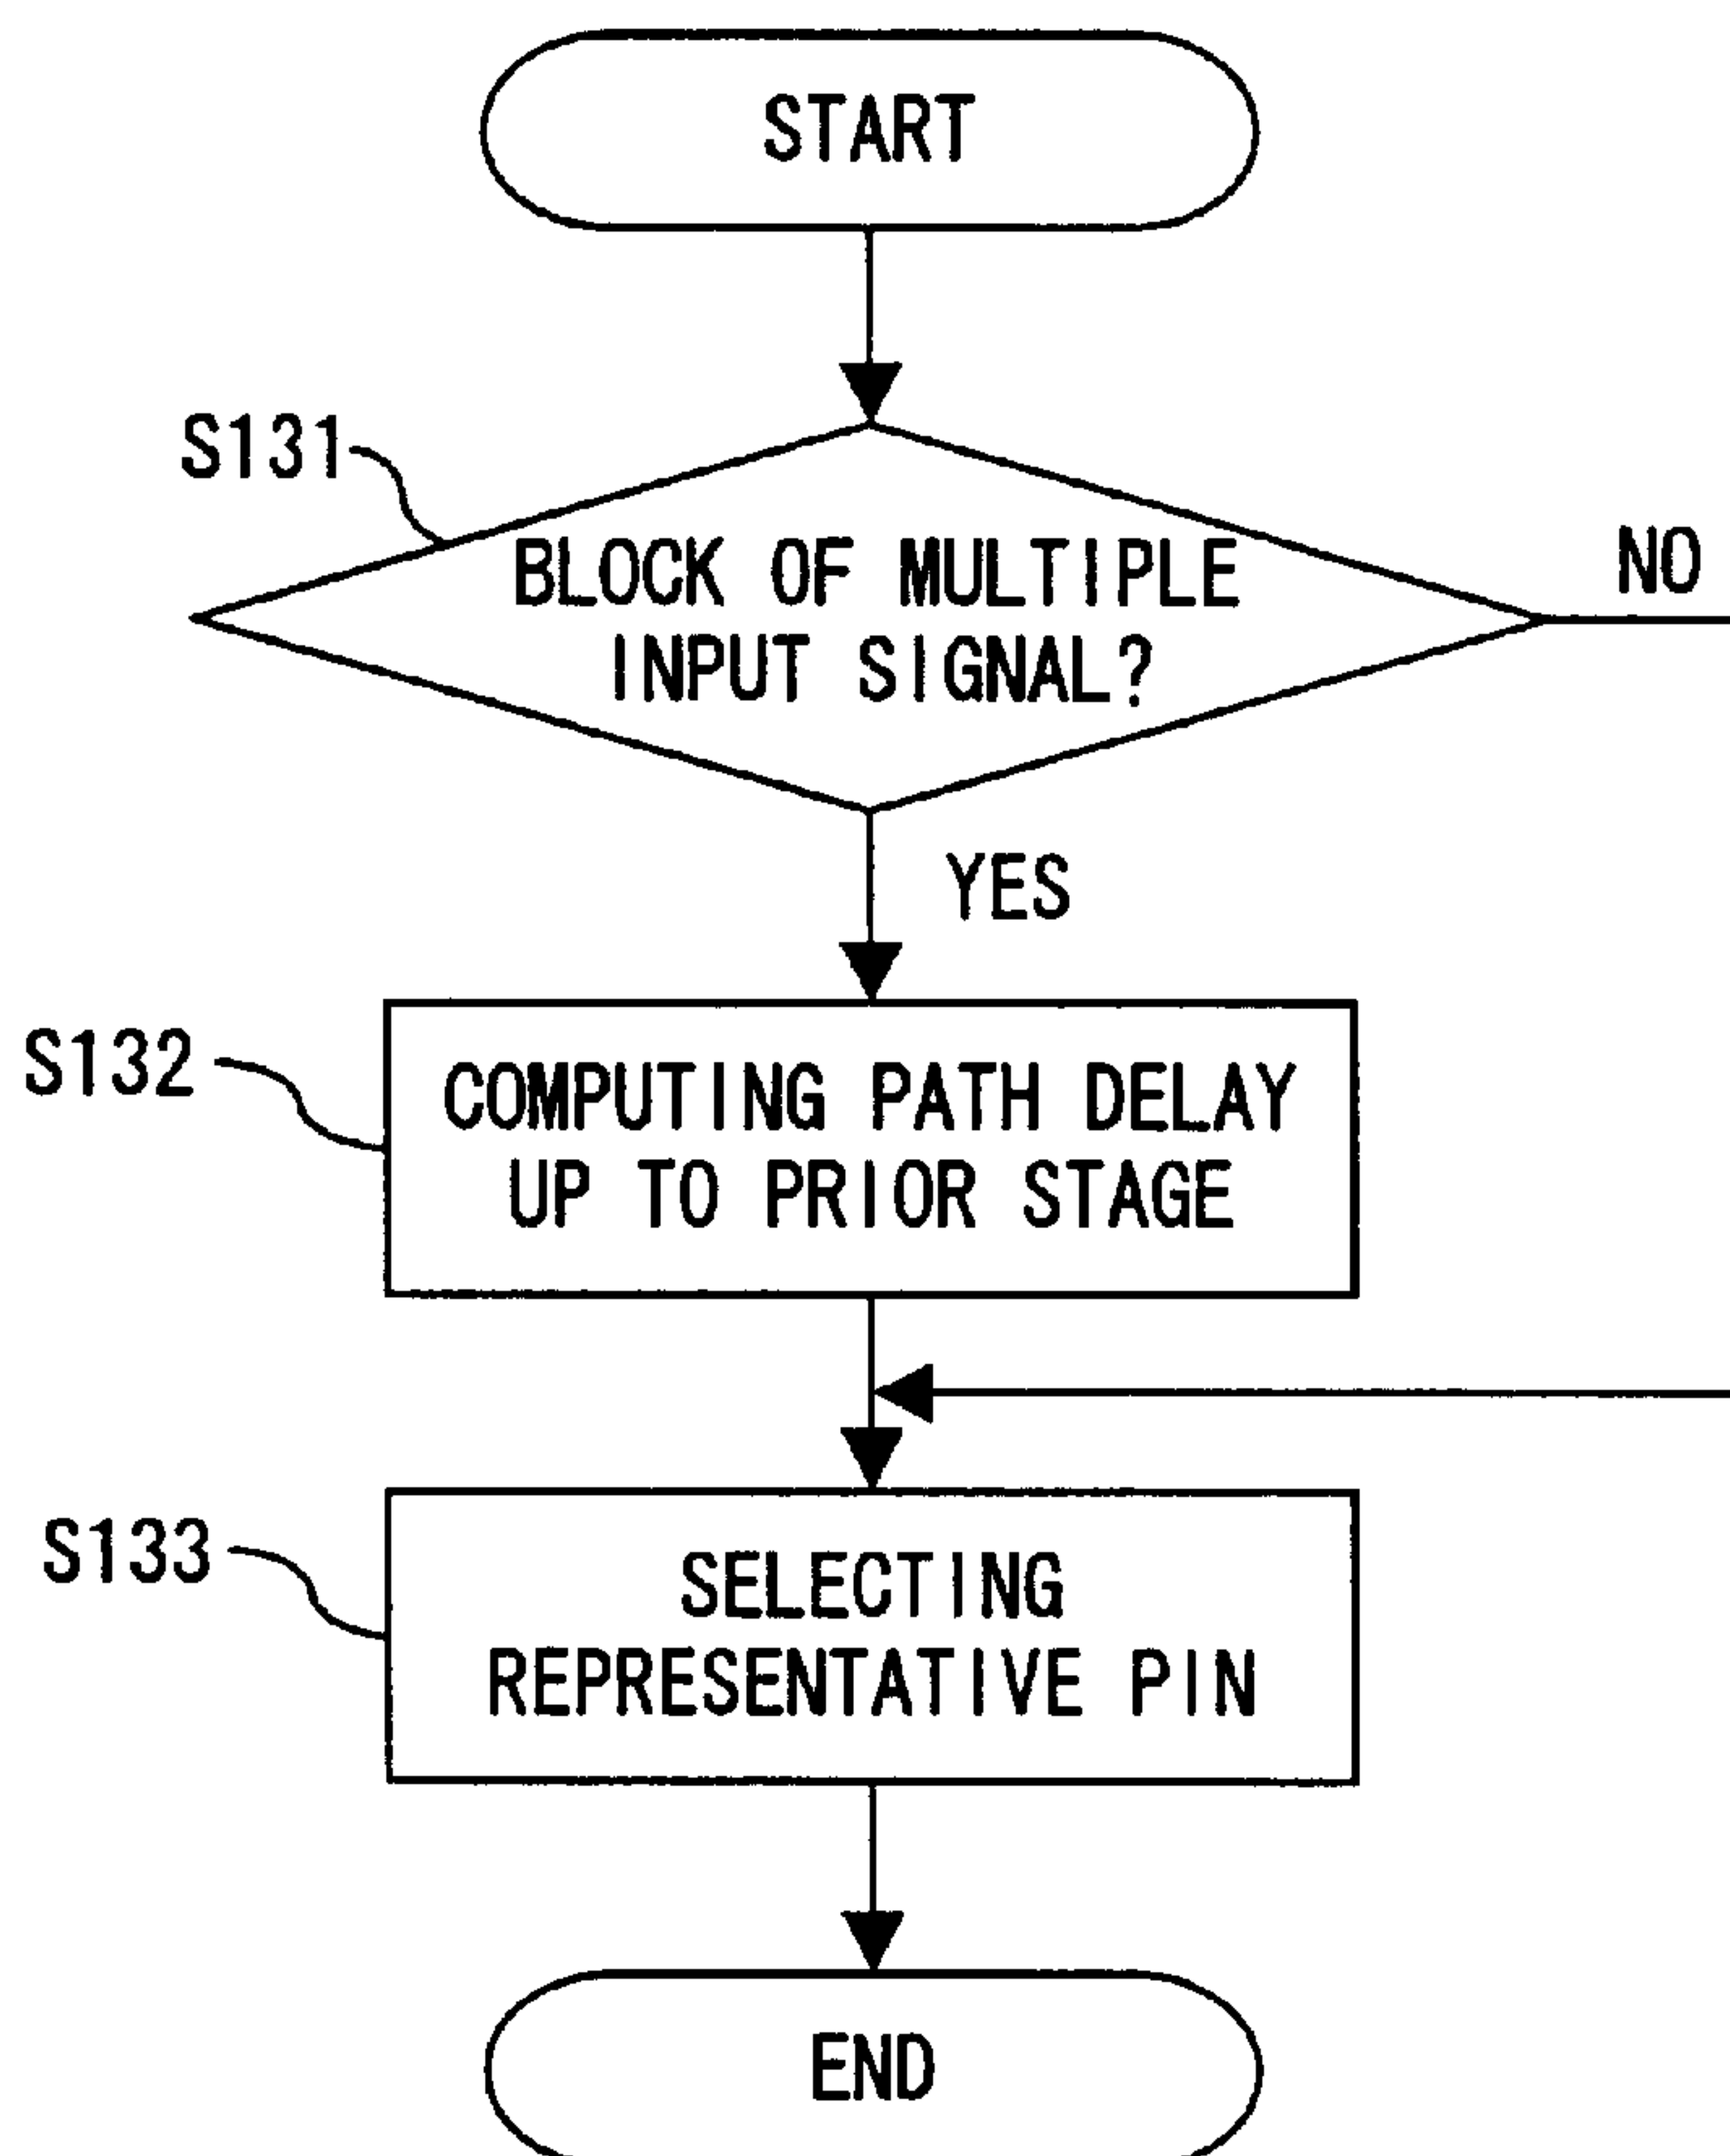 START
S131
BLOCK OF MULTIPLE
INPUT SIGNAL?
NO
YES
S132
COMPUTING PATH DELAY
UP TO PRIOR STAGE
S133
SELECTING
REPRESENTATIVE PIN
END